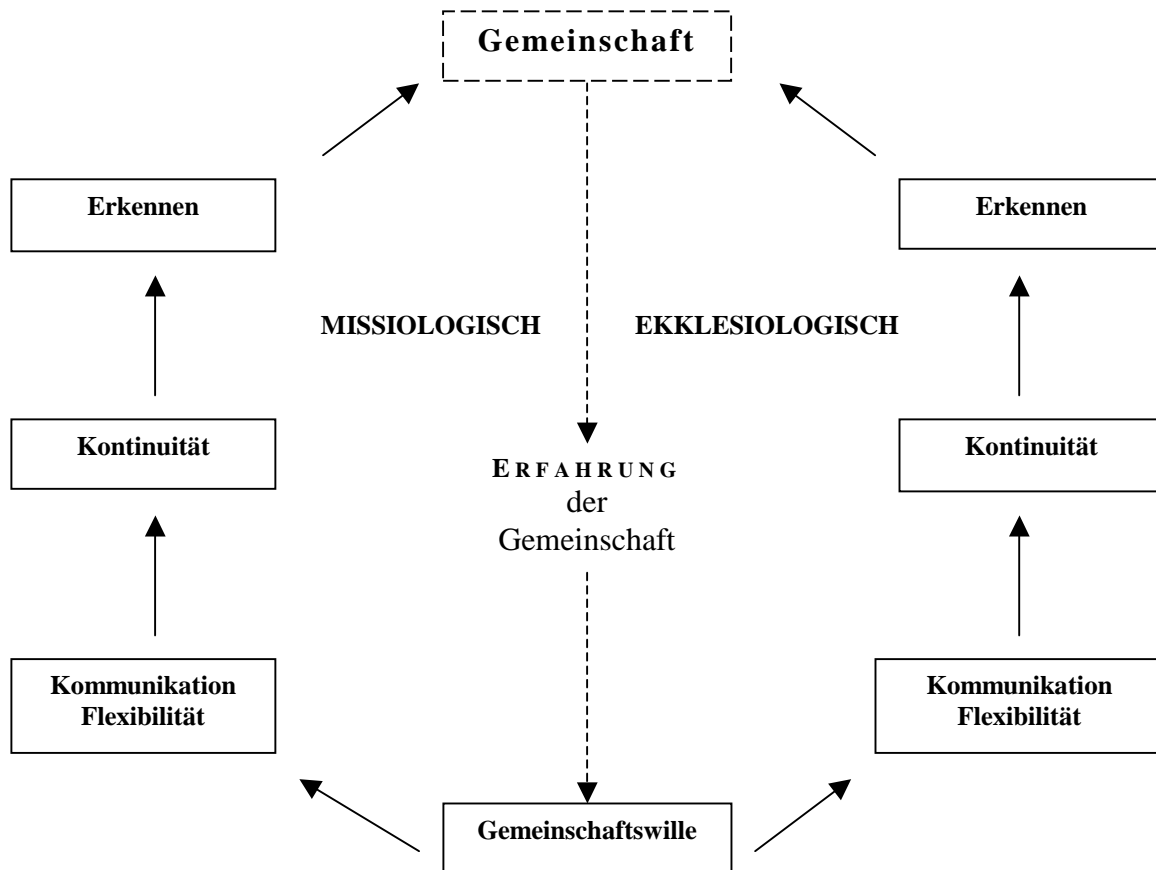 Gemeinschaft
Erkennen
Erkennen
MISSIOLOGISCH
EKKLESIOLOGISCH
Kontinuität
Kontinuität
ERFAHRUNG
der
Gemeinschaft
Kommunikation
Flexibilität
Kommunikation
Flexibilität
Gemeinschaftswille